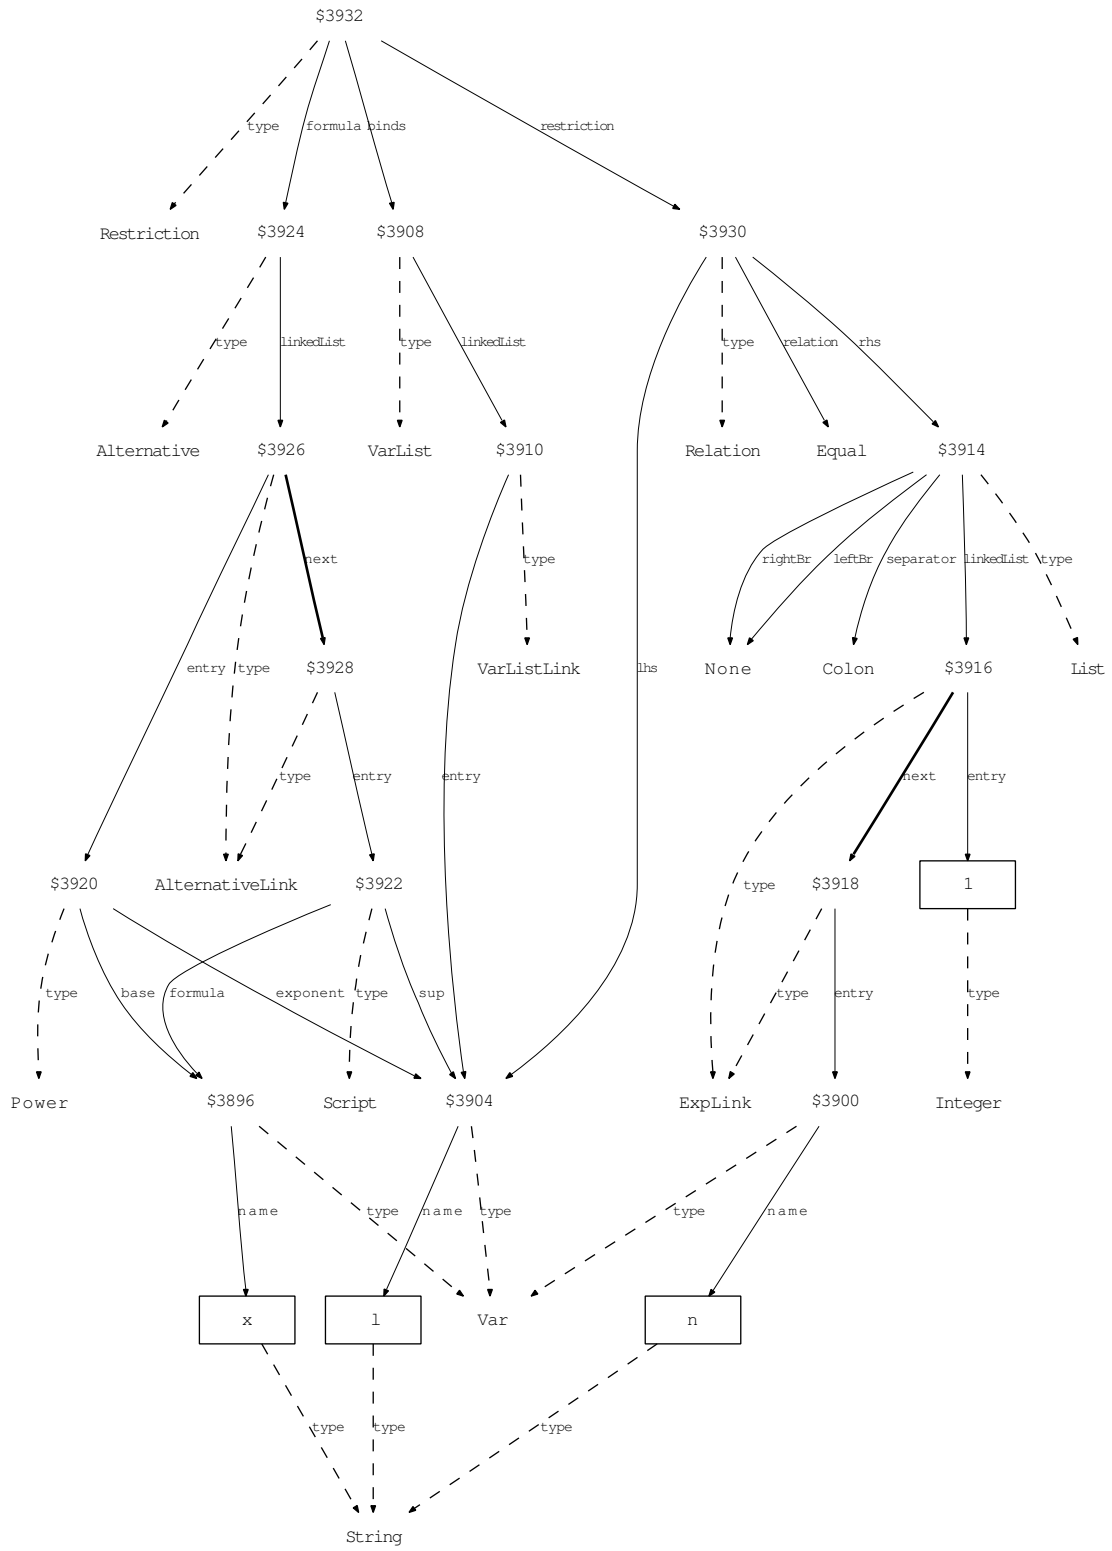 $3932
type formula binds restriction
Restriction $3924 $3908 $3930
type linkedList type linkedList type relation rhs
Alternative $3926 VarList $3910 Relation Equal $3914
next type rightBr leftBr separator linkedList type
entry type $3928 VarListLink lhs None Colon $3916 List
type entry entry next entry
$3920 AlternativeLink $3922 type $3918 1
type base formula exponent type sup type entry type
Power $3896 Script $3904 ExpLink $3900 Integer
name type name type type name
x l Var n
type type type
String